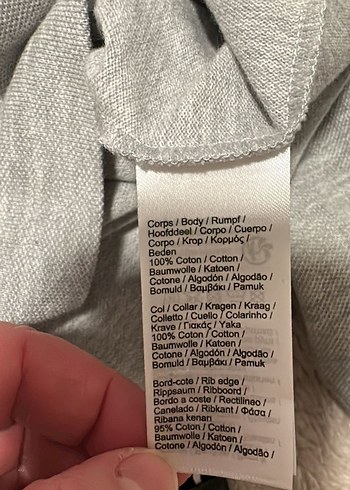 Corps / Body / Rumpf /
Hoofddeel / Corpo / Cuerpo /
Corpo / Krop / Κορμός /
Beden
100% Coton / Cotton /
Baumwolle / Katoen /
Cotone / Algodón / Algodão /
Bomuld / Βαμβάκι / Pamuk
Col / Collar / Kragen / Kraag /
Colletto / Cuello / Colarinho /
Krave / Γιακάς / Yaka
100% Coton / Cotton /
Baumwolle / Katoen /
Cotone / Algodón / Algodão /
Bomuld / Βαμβάκι / Pamuk
Bord-cote / Rib edge /
Rippsaum / Ribboord /
Bordo a coste / Rectilíneo /
Canelado / Ribkant / Φάσα /
Ribana kenarı
95% Coton / Cotton /
Baumwolle / Katoen /
Cotone / Algodón / Algodão /